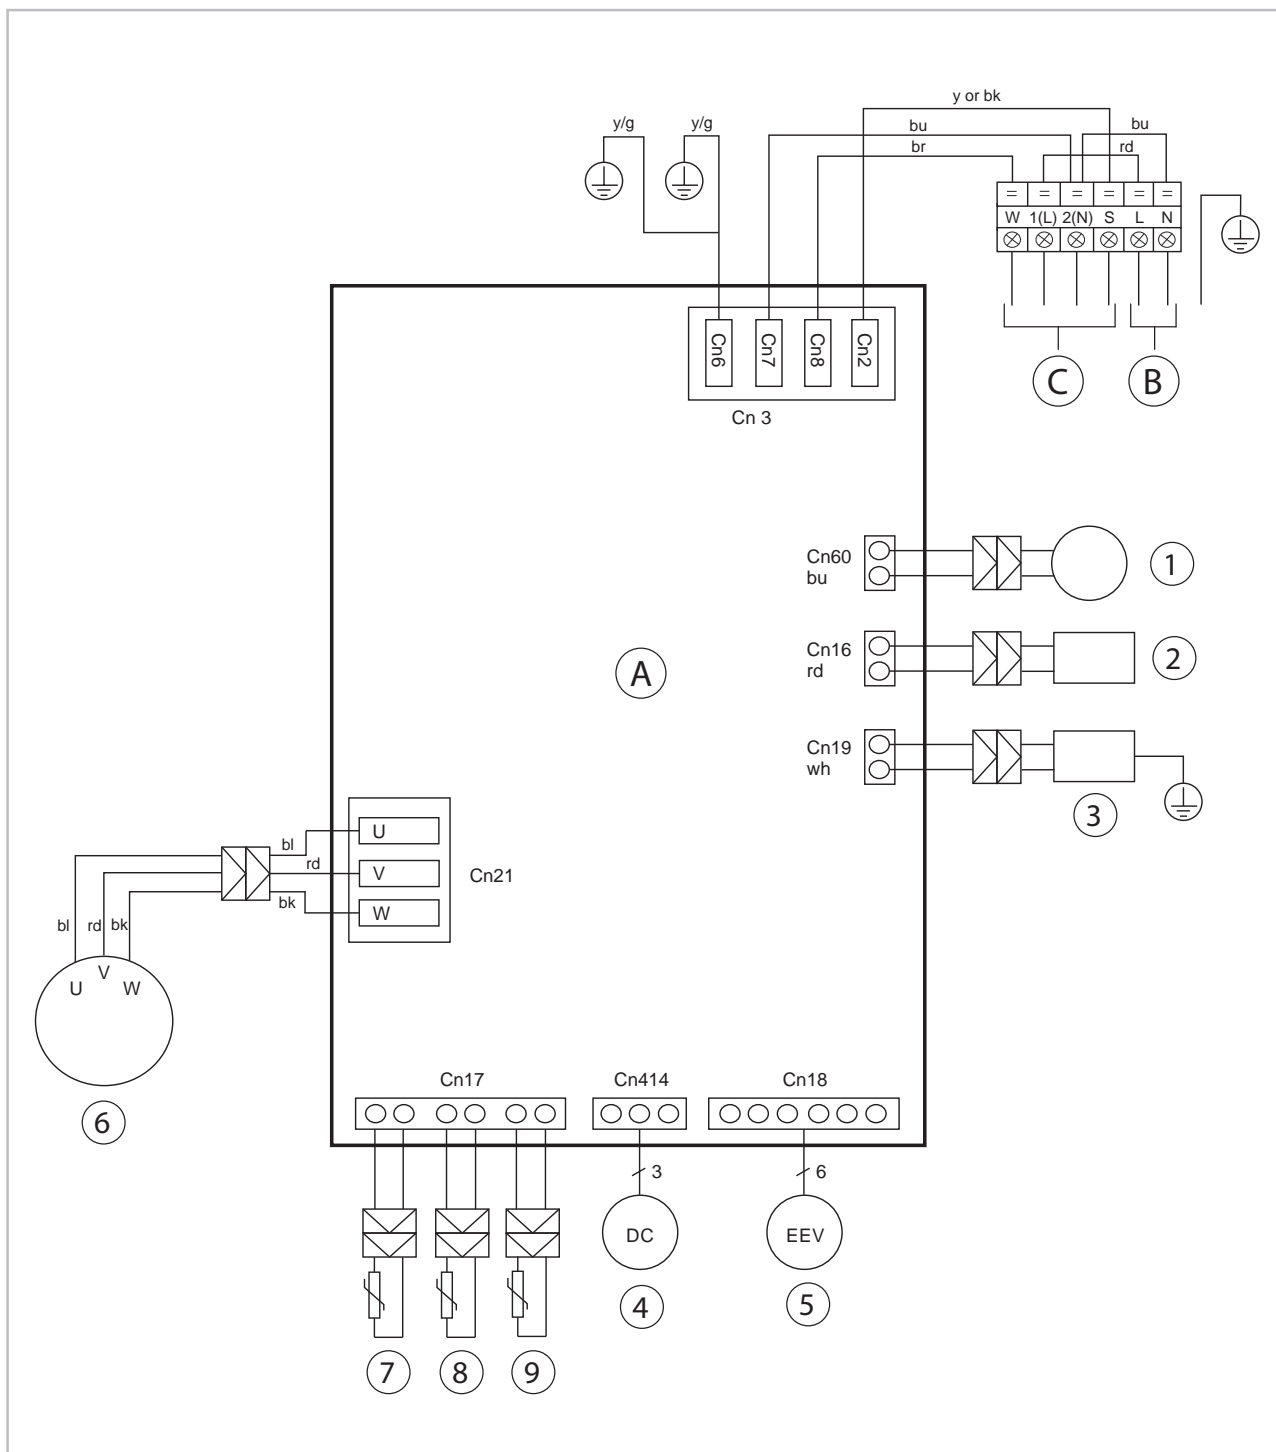 y or bk
y/g
y/g
bu
bu
br
rd
= = = = = =
W 1(L) 2(N) S L N
Cn6
Cn7
Cn8
Cn2
Cn 3
C
B
Cn60
bu
1
Cn16
rd
2
A
Cn19
wh
3
U
V
W
Cn21
bl
rd
bk
bl
rd
bk
U
V
W
6
Cn17
Cn414
Cn18
3
6
DC
EEV
4
5
7
8
9